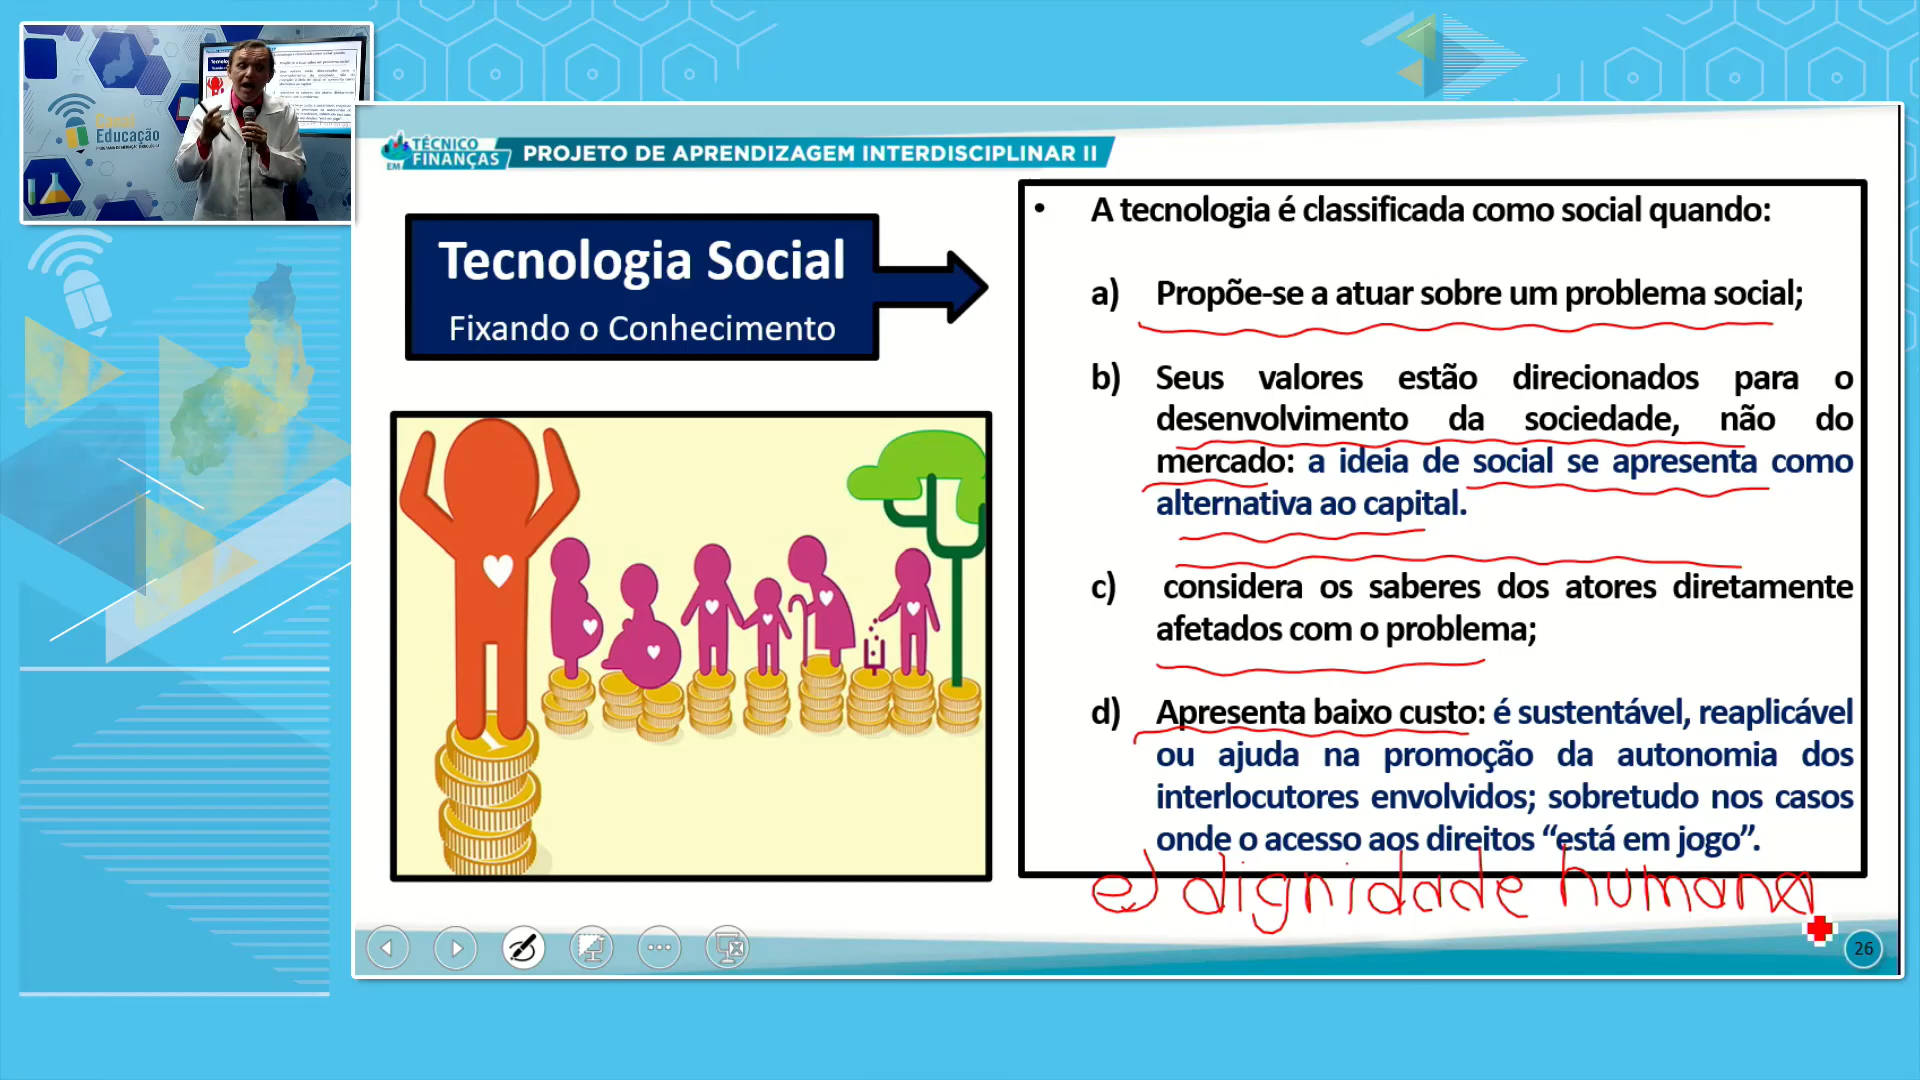 Canal
Educação
TÉCNICO
EM FINANÇAS
PROJETO DE APRENDIZAGEM INTERDISCIPLINAR II
Tecnologia Social
Fixando o Conhecimento
• A tecnologia é classificada como social quando:
a) Propõe-se a atuar sobre um problema social;
b) Seus valores estão direcionados para o
desenvolvimento da sociedade, não do
mercado: a ideia de social se apresenta como
alternativa ao capital.
c) considera os saberes dos atores diretamente
afetados com o problema;
d) Apresenta baixo custo: é sustentável, reaplicável
ou ajuda na promoção da autonomia dos
interlocutores envolvidos; sobretudo nos casos
onde o acesso aos direitos “está em jogo”.
e) dignidade humana
26